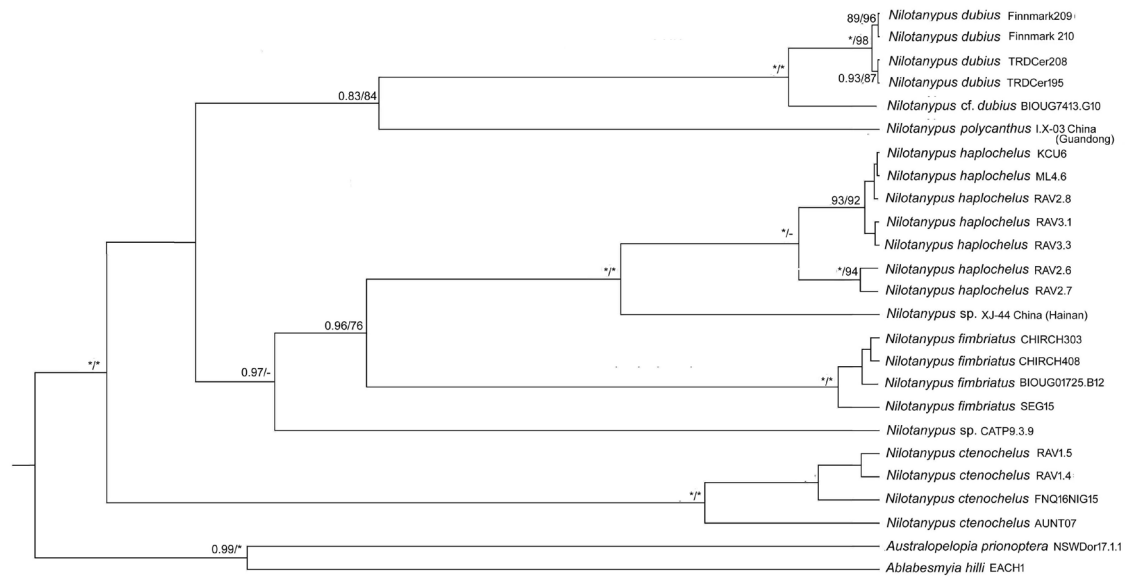 89/96
Nilotanypus dubius Finnmark209
Nilotanypus dubius Finnmark 210
*/98
*/*
Nilotanypus dubius TRDCer208
0.93/87
Nilotanypus dubius TRDCer195
0.83/84
Nilotanypus cf. dubius BIOUG7413.G10
Nilotanypus polycanthus I.X-03 China
(Guandong)
Nilotanypus haplochelus KCU6
Nilotanypus haplochelus ML4.6
93/92
Nilotanypus haplochelus RAV2.8
Nilotanypus haplochelus RAV3.1
*/-
Nilotanypus haplochelus RAV3.3
*/*
*/94
Nilotanypus haplochelus RAV2.6
Nilotanypus haplochelus RAV2.7
Nilotanypus sp. XJ-44 China (Hainan)
0.96/76
Nilotanypus fimbriatus CHIRCH303
Nilotanypus fimbriatus CHIRCH408
*/*
0.97/-
*/*
Nilotanypus fimbriatus BIOUG01725.B12
Nilotanypus fimbriatus SEG15
Nilotanypus sp. CATP9.3.9
Nilotanypus ctenochelus RAV1.5
Nilotanypus ctenochelus RAV1.4
*/*
Nilotanypus ctenochelus FNQ16NIG15
Nilotanypus ctenochelus AUNT07
0.99/*
Australopelopia prionoptera NSWDor17.1.1
Ablabesmyia hilli EACH1